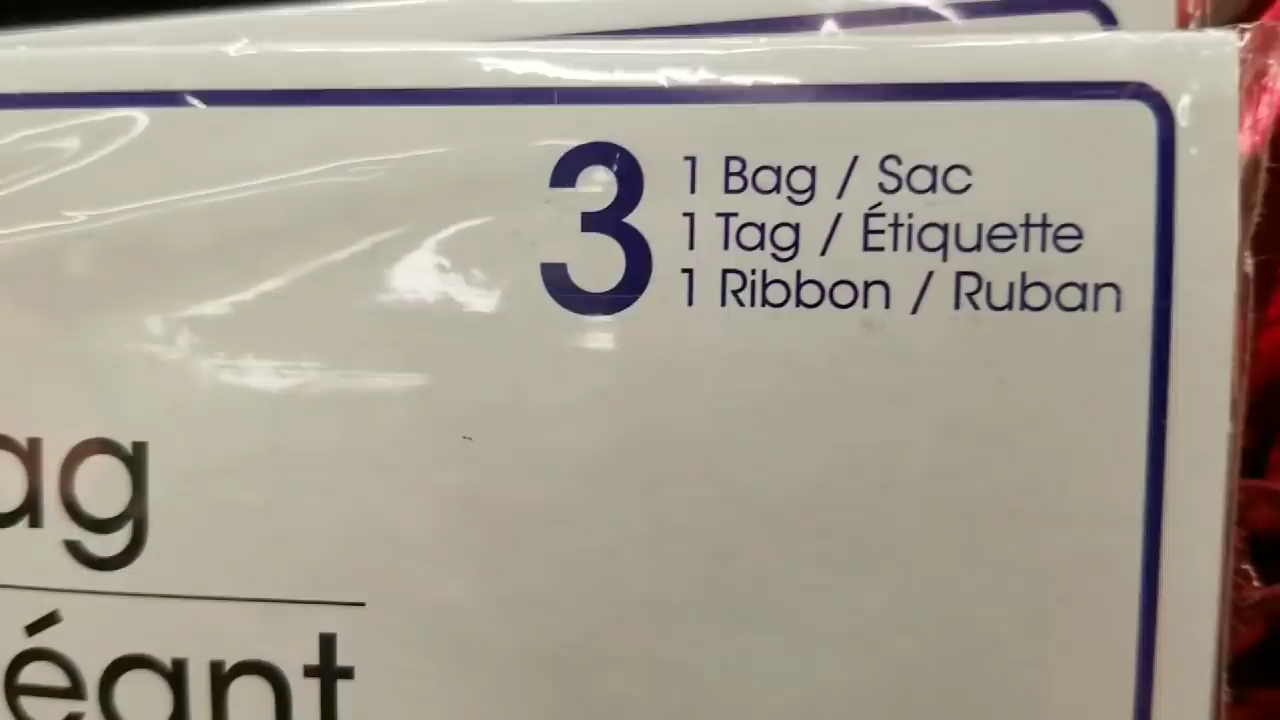 3
1 Bag / Sac
1 Tag / Étiquette
1 Ribbon / Ruban
ag
éant